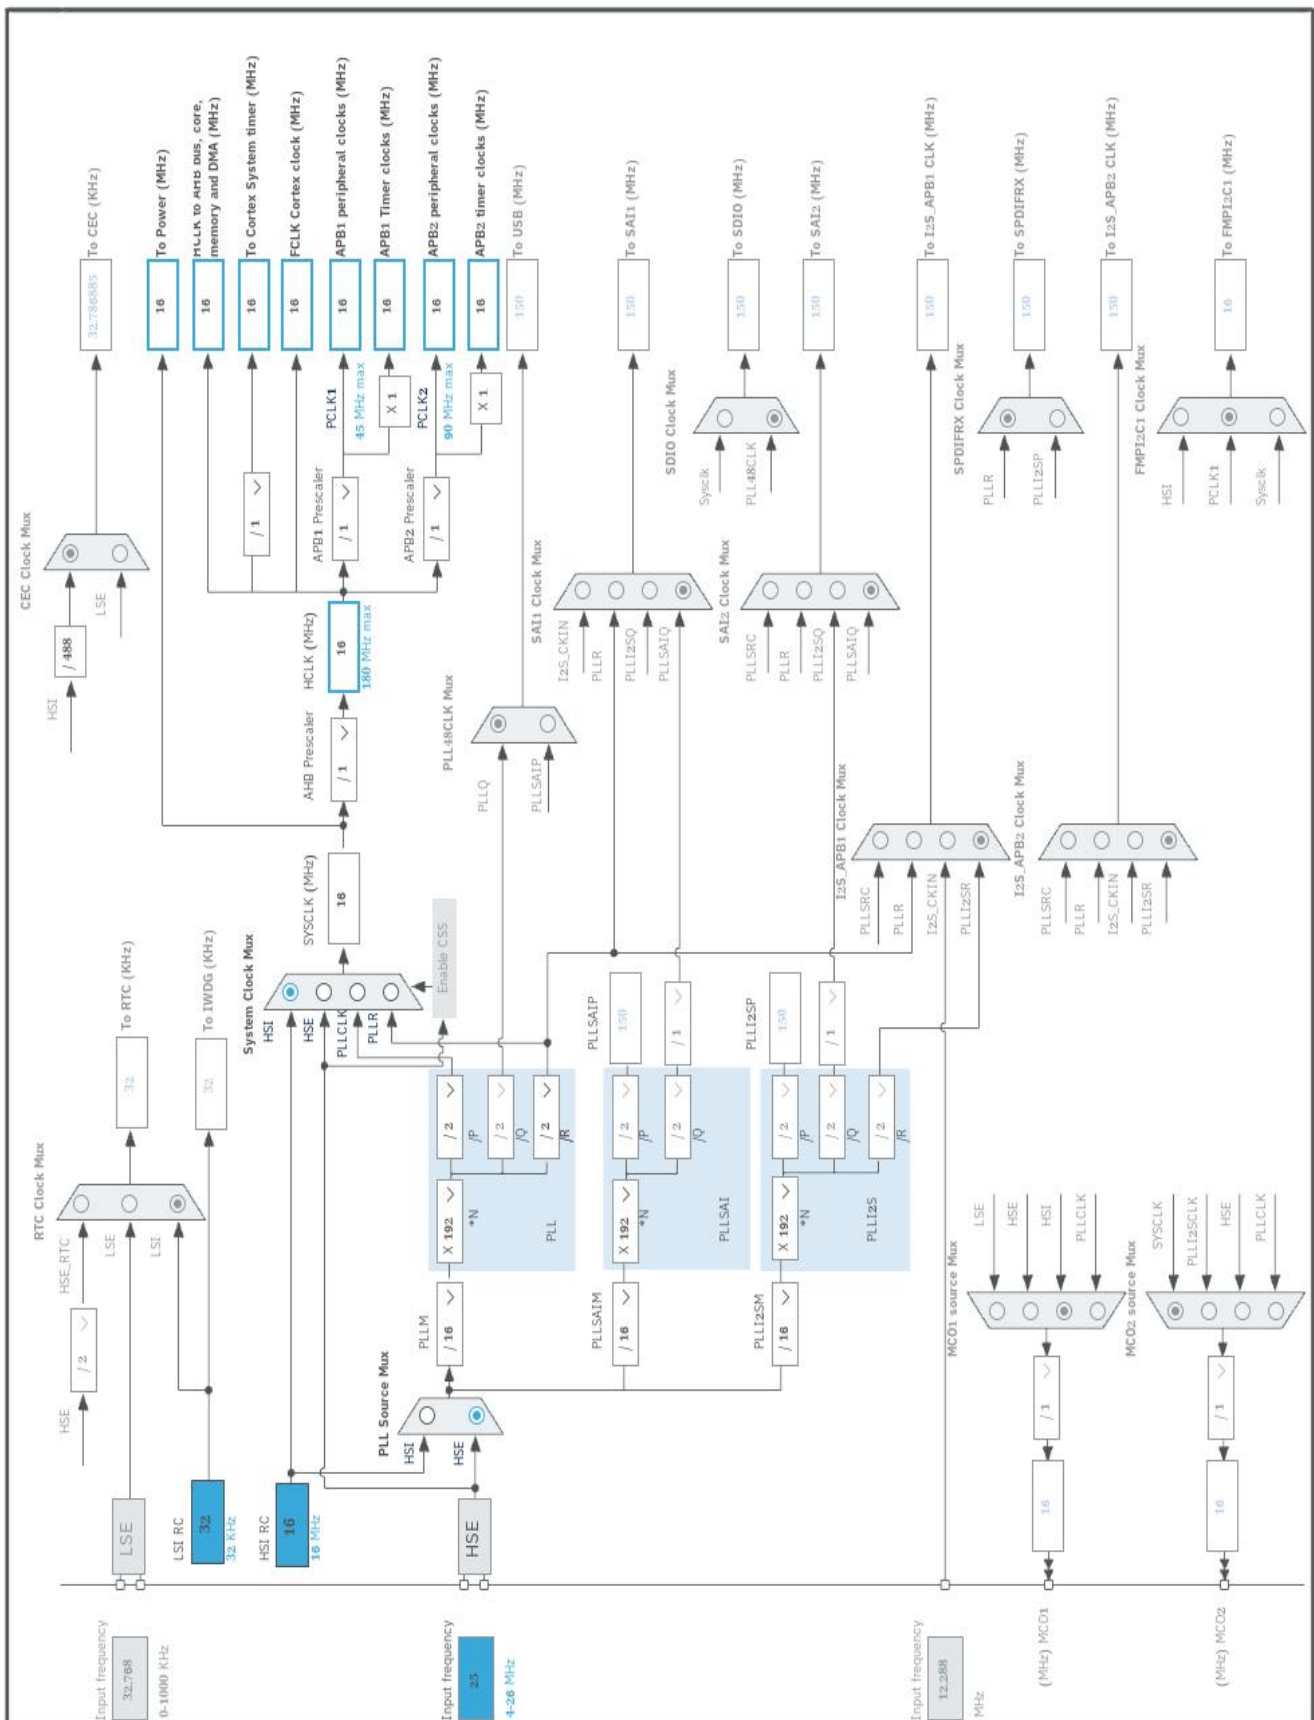 Input frequency
32.768
0-1000 KHz
LSE
LSI RC
32
32 KHz
HSI RC
16
16 MHz
Input frequency
25
4-26 MHz
HSE
Input frequency
12.288
MHz
HSE
/ 2
HSE_RTC
LSE
LSI
RTC Clock Mux
32
To RTC (KHz)
32
To IWDG (KHz)
HSI
/ 488
LSE
CEC Clock Mux
32.786885
To CEC (KHz)
System Clock Mux
HSI
HSE
PLLCLK
PLLR
Enable CSS
SYSCLK (MHz)
16
AHB Prescaler
/ 1
HCLK (MHz)
16
180 MHz max
/ 1
APB1 Prescaler
/ 1
APB2 Prescaler
/ 1
PCLK1
45 MHz max
X 1
PCLK2
90 MHz max
X 1
16
To Power (MHz)
16
HCLK to AHB bus, core,
memory and DMA (MHz)
16
To Cortex System timer (MHz)
16
FCLK Cortex clock (MHz)
16
APB1 peripheral clocks (MHz)
16
APB1 Timer clocks (MHz)
16
APB2 peripheral clocks (MHz)
16
APB2 timer clocks (MHz)
PLL Source Mux
HSI
HSE
PLLM
/ 16
X 192
*N
PLL
/ 2
/P
/ 2
/Q
/ 2
/R
PLLQ
PLLSAIP
PLL48CLK Mux
150
To USB (MHz)
PLLSAIM
/ 16
X 192
*N
PLLSAI
/ 2
/P
/ 2
/Q
PLLSAIP
150
/ 1
SAI1 Clock Mux
I2S_CKIN
PLLR
PLLI2SQ
PLLSAIQ
150
To SAI1 (MHz)
SDIO Clock Mux
Sysclk
PLL48CLK
150
To SDIO (MHz)
PLLI2SM
/ 16
X 192
*N
PLLI2S
/ 2
/P
/ 2
/Q
/ 2
/R
PLLI2SP
150
/ 1
SAI2 Clock Mux
PLLSRC
PLLR
PLLI2SQ
PLLSAIQ
150
To SAI2 (MHz)
I2S_APB1 Clock Mux
PLLSRC
PLLR
I2S_CKIN
PLLI2SR
150
To I2S_APB1 CLK (MHz)
SPDIFRX Clock Mux
PLLR
PLLI2SP
150
To SPDIFRX (MHz)
I2S_APB2 Clock Mux
PLLSRC
PLLR
I2S_CKIN
PLLI2SR
150
To I2S_APB2 CLK (MHz)
FMPI2C1 Clock Mux
HSI
PCLK1
Sysclk
16
To FMPI2C1 (MHz)
MCO1 source Mux
LSE
HSE
HSI
PLLCLK
/ 1
16
(MHz) MCO1
MCO2 source Mux
SYSCLK
PLLI2SCLK
HSE
PLLCLK
/ 1
16
(MHz) MCO2